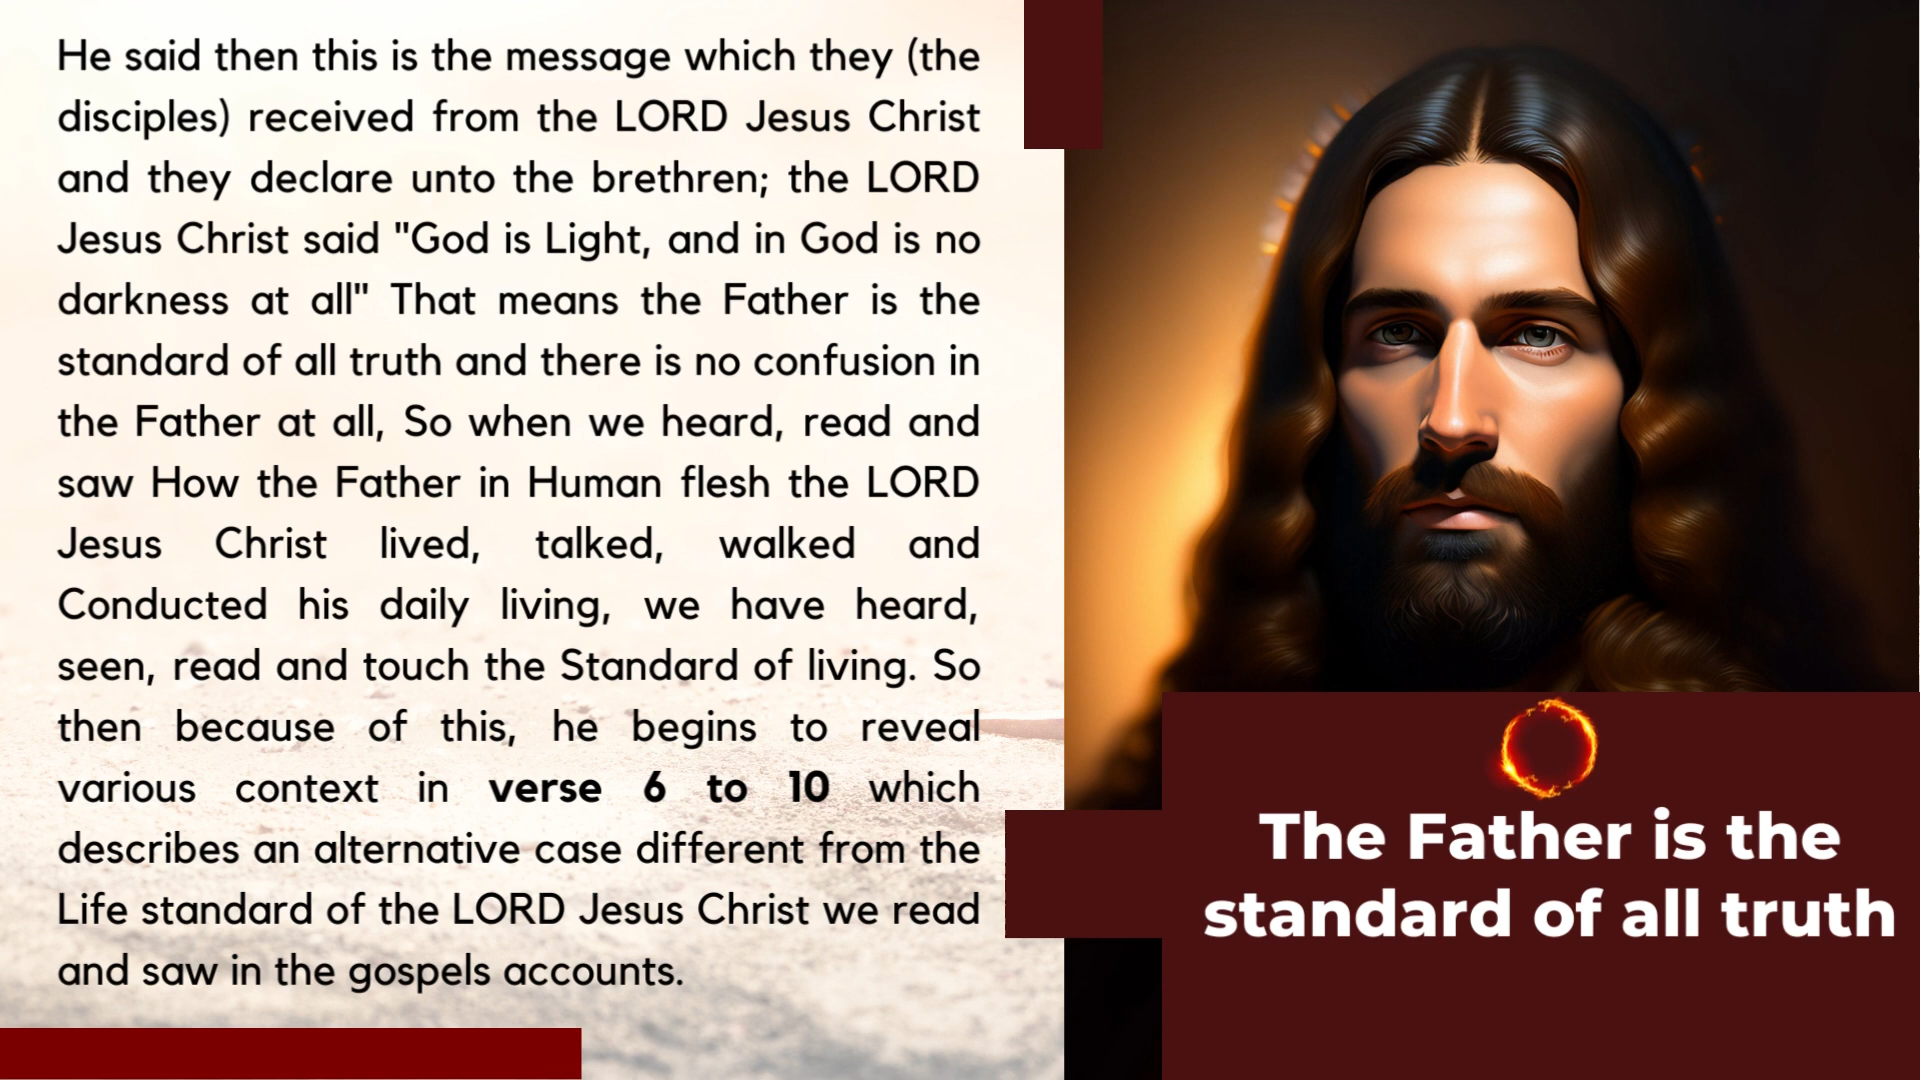 He said then this is the message which they (the
disciples) received from the LORD Jesus Christ
and they declare unto the brethren; the LORD
Jesus Christ said "God is Light, and in God is no
darkness at all" That means the Father is the
standard of all truth and there is no confusion in
the Father at all, So when we heard, read and
saw How the Father in Human flesh the LORD
Jesus Christ lived, talked, walked and
Conducted his daily living, we have heard,
seen, read and touch the Standard of living. So
then because of this, he begins to reveal
various context in verse 6 to 10 which
describes an alternative case different from the
Life standard of the LORD Jesus Christ we read
and saw in the gospels accounts.
The Father is the
standard of all truth